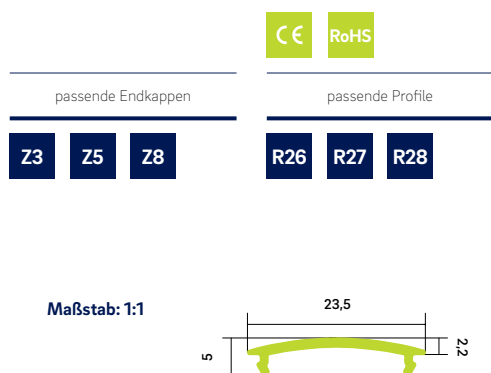 CE RoHS
passende Endkappen
passende Profile
Z3 Z5 Z8
R26 R27 R28
Maßstab: 1:1
23,5
2,2
5